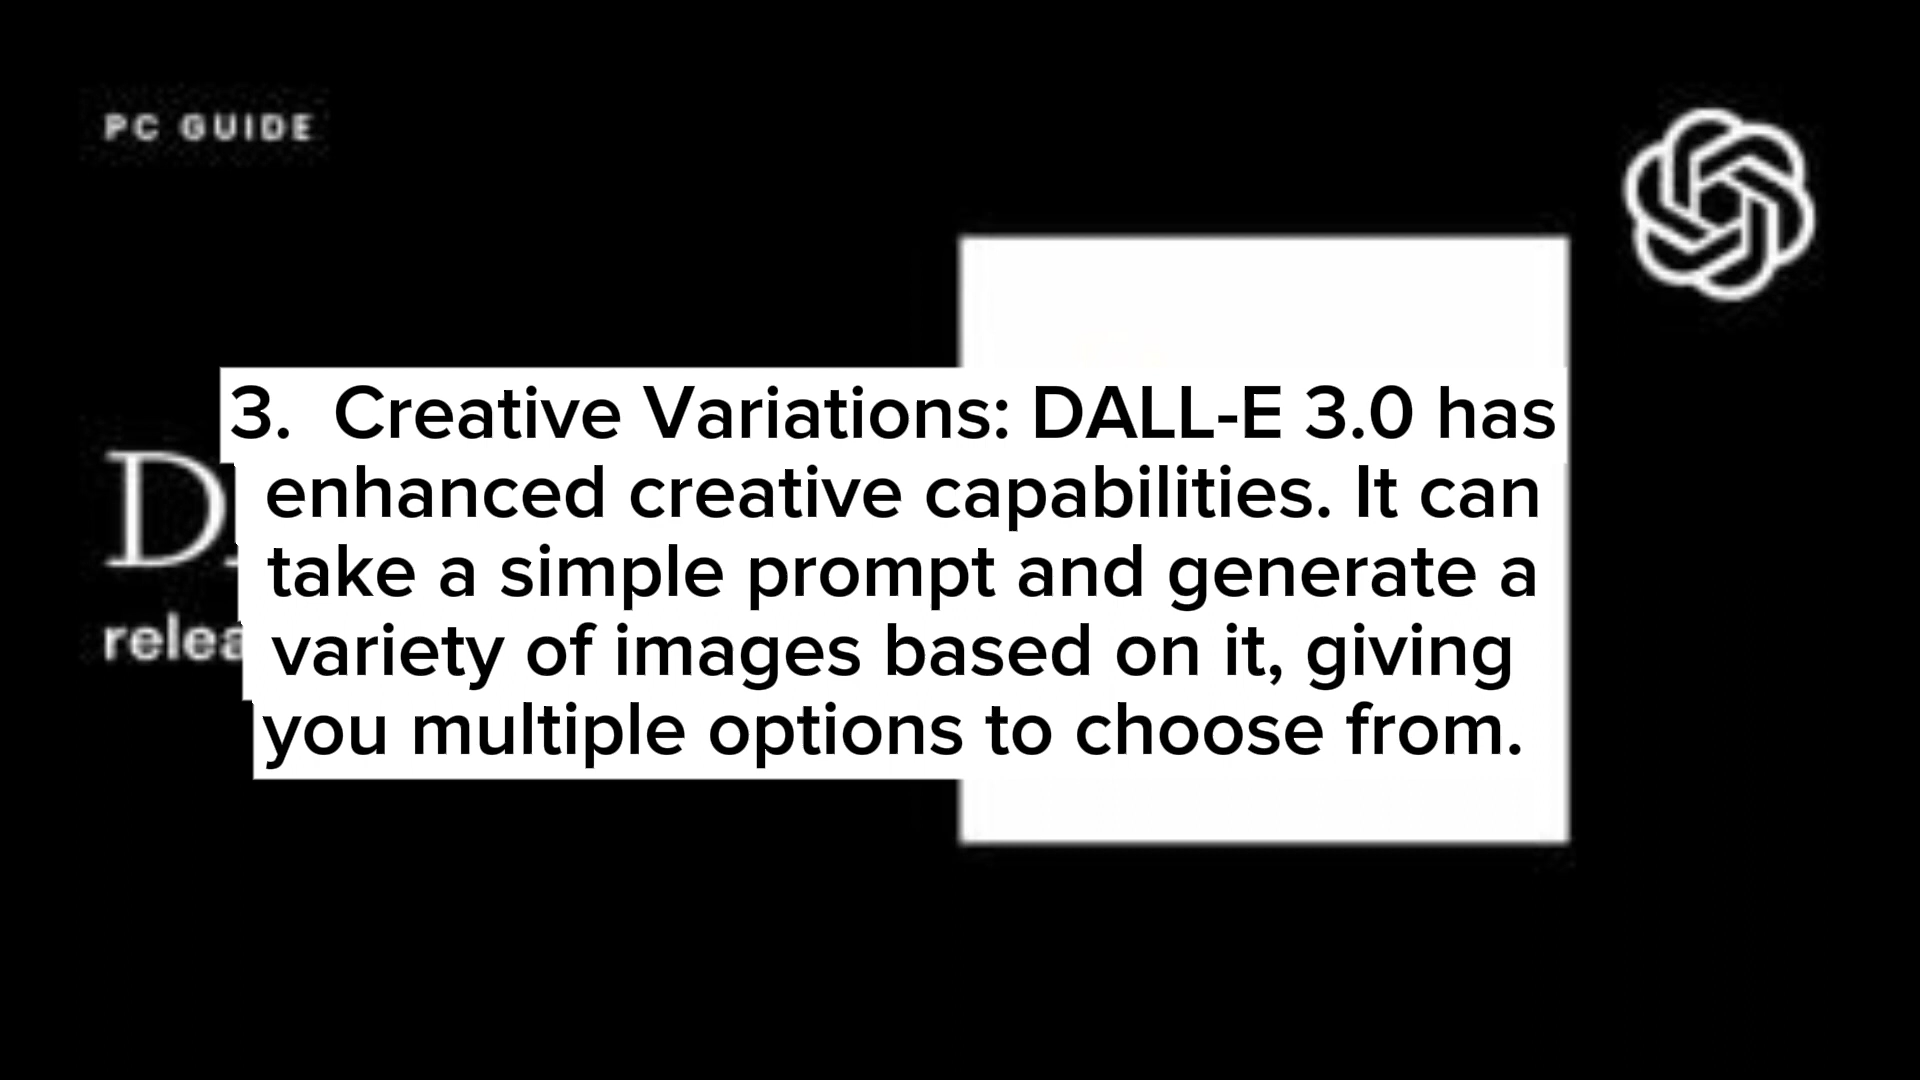 PC GUIDE
3. Creative Variations: DALL-E 3.0 has
enhanced creative capabilities. It can
take a simple prompt and generate a
variety of images based on it, giving
you multiple options to choose from.